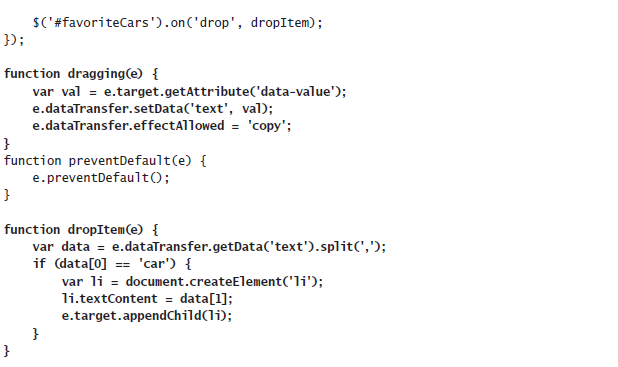 $('#favoriteCars').on('drop', dropItem);
});

function dragging(e) {
    var val = e.target.getAttribute('data-value');
    e.dataTransfer.setData('text', val);
    e.dataTransfer.effectAllowed = 'copy';
}
function preventDefault(e) {
    e.preventDefault();
}

function dropItem(e) {
    var data = e.dataTransfer.getData('text').split(',');
    if (data[0] == 'car') {
        var li = document.createElement('li');
        li.textContent = data[1];
        e.target.appendChild(li);
    }
}